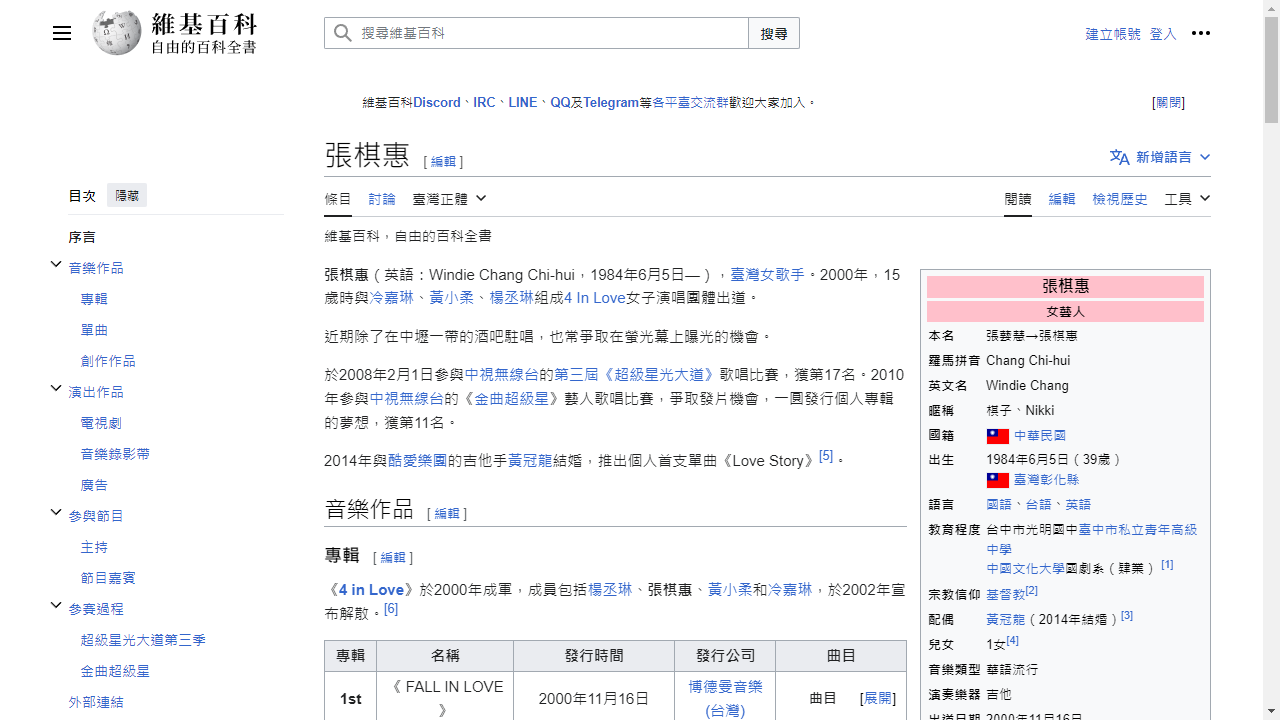 維基百科
自由的百科全書
搜尋維基百科
搜尋
建立帳號 登入
維基百科Discord、IRC、LINE、QQ及Telegram等各平臺交流群歡迎大家加入。
[關閉]
張棋惠 [ 編輯 ]
新增語言
目次 隱藏
條目 討論 臺灣正體
閱讀 編輯 檢視歷史 工具
序言
音樂作品
專輯
單曲
創作作品
演出作品
電視劇
音樂錄影帶
廣告
參與節目
主持
節目嘉賓
參賽過程
超級星光大道第三季
金曲超級星
外部連結
維基百科，自由的百科全書
張棋惠（英語：Windie Chang Chi-hui，1984年6月5日—），臺灣女歌手。2000年，15
歲時與冷嘉琳、黃小柔、楊丞琳組成4 In Love女子演唱團體出道。
近期除了在中壢一帶的酒吧駐唱，也常爭取在螢光幕上曝光的機會。
於2008年2月1日參與中視無線台的第三屆《超級星光大道》歌唱比賽，獲第17名。2010
年參與中視無線台的《金曲超級星》藝人歌唱比賽，爭取發片機會，一圓發行個人專輯
的夢想，獲第11名。
2014年與酷愛樂團的吉他手黃冠龍結婚，推出個人首支單曲《Love Story》[5]。
音樂作品 [ 編輯 ]
專輯 [ 編輯 ]
《4 in Love》於2000年成軍，成員包括楊丞琳、張棋惠、黃小柔和冷嘉琳，於2002年宣
布解散。[6]
專輯 名稱 發行時間 發行公司 曲目
1st 《 FALL IN LOVE
》 2000年11月16日 博德曼音樂
(台灣) 曲目 [展開]
張棋惠
女藝人
本名 張藝慧→張棋惠
羅馬拼音 Chang Chi-hui
英文名 Windie Chang
暱稱 棋子、Nikki
國籍 中華民國
出生 1984年6月5日（39歲）
臺灣彰化縣
語言 國語、台語、英語
教育程度 台中市光明國中臺中市私立青年高級
中學
中國文化大學國劇系（肄業） [1]
宗教信仰 基督教[2]
配偶 黃冠龍（2014年結婚）[3]
兒女 1女[4]
音樂類型 華語流行
演奏樂器 吉他
出道日期 2000年11月16日